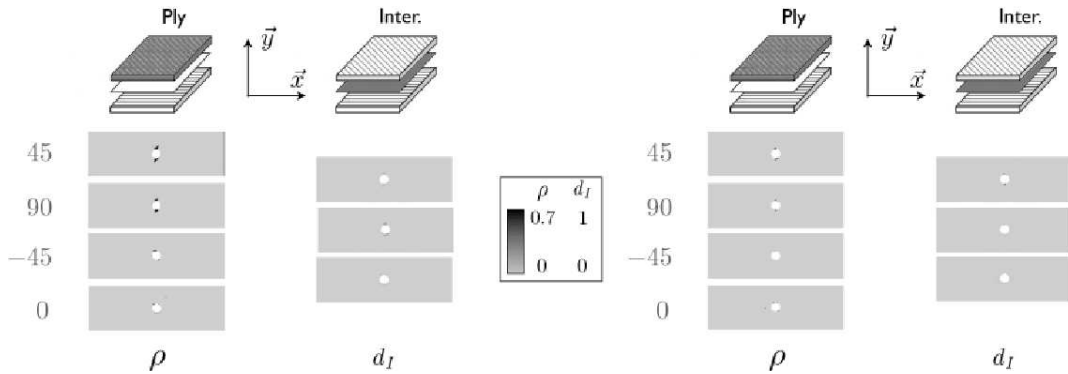 Ply Inter. Ply Inter.
y⃗ y⃗
x⃗ x⃗
45 45
ρ d_I
90 0.7 1 90
−45 −45
0 0
0 0
ρ d_I ρ d_I